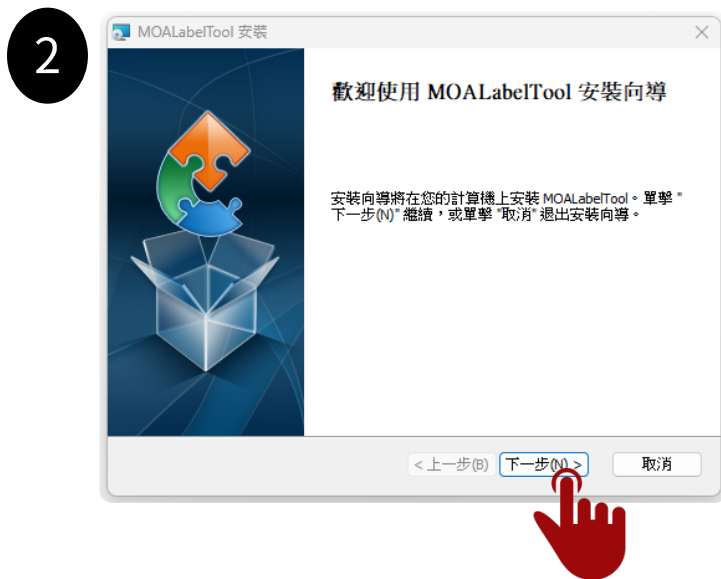 2
MOALabelTool 安裝
歡迎使用 MOALabelTool 安裝向導
安裝向導將在您的計算機上安裝 MOALabelTool。單擊 "
下一步(N)" 繼續，或單擊 "取消" 退出安裝向導。
< 上一步(B) 下一步(N) > 取消